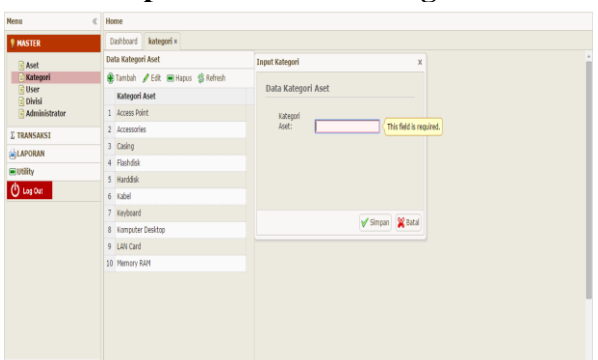 Menu
Home
MASTER
Dashboard kategori ×
Aset
Kategori
User
Divisi
Administrator
TRANSAKSI
LAPORAN
Utility
Log Out
Data Kategori Aset
Tambah Edit Hapus Refresh
Kategori Aset
1 Access Point
2 Accessories
3 Casing
4 Flashdisk
5 Harddisk
6 Kabel
7 Keyboard
8 Komputer Desktop
9 LAN Card
10 Memory RAM
Input Kategori X
Data Kategori Aset
Kategori
Aset:
This field is required.
Simpan Batal